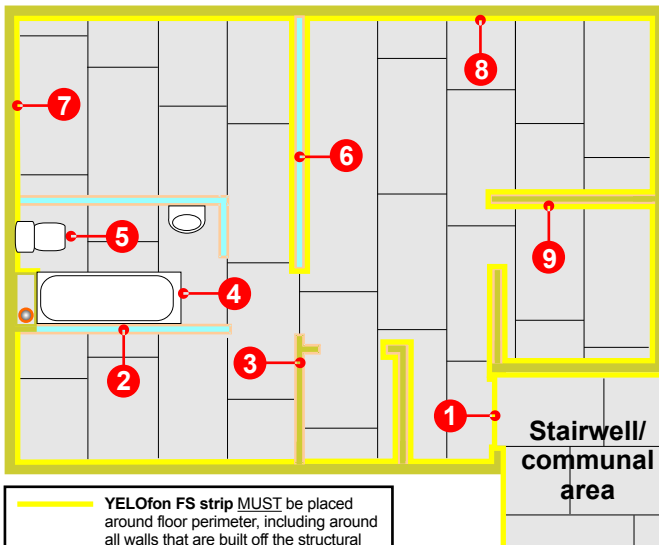 8
7
6
5
9
4
3
2
1
Stairwell/
communal
area
YELOfon FS strip MUST be placed
around floor perimeter, including around
all walls that are built off the structural